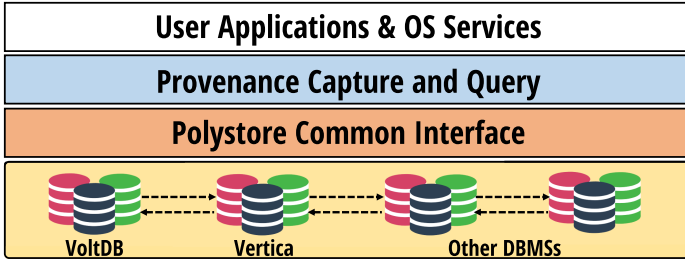 User Applications & OS Services
Provenance Capture and Query
Polystore Common Interface
VoltDB Vertica Other DBMSs